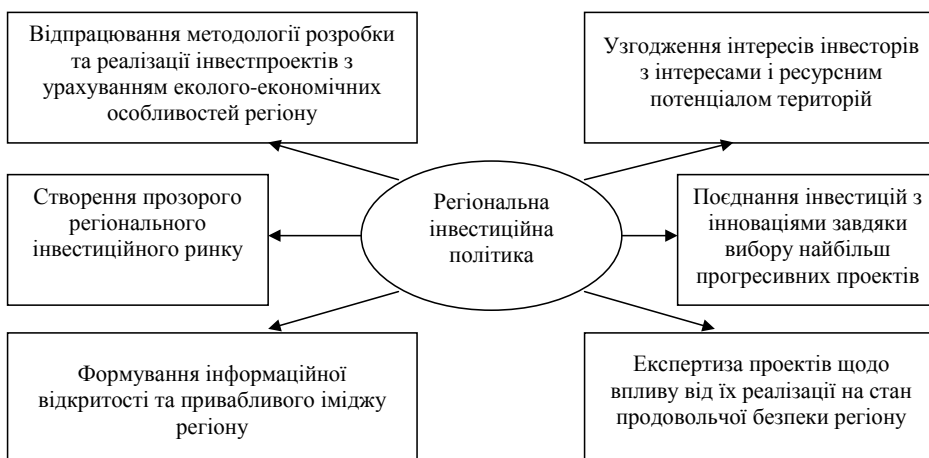 Відпрацювання методології розробки
та реалізації інвестпроектів з
урахуванням еколого-економічних
особливостей регіону
Узгодження інтересів інвесторів
з інтересами і ресурсним
потенціалом територій
Створення прозорого
регіонального
інвестиційного ринку
Регіональна
інвестиційна
політика
Поєднання інвестицій з
інноваціями завдяки
вибору найбільш
прогресивних проектів
Формування інформаційної
відкритості та привабливого іміджу
регіону
Експертиза проектів щодо
впливу від їх реалізації на стан
продовольчої безпеки регіону